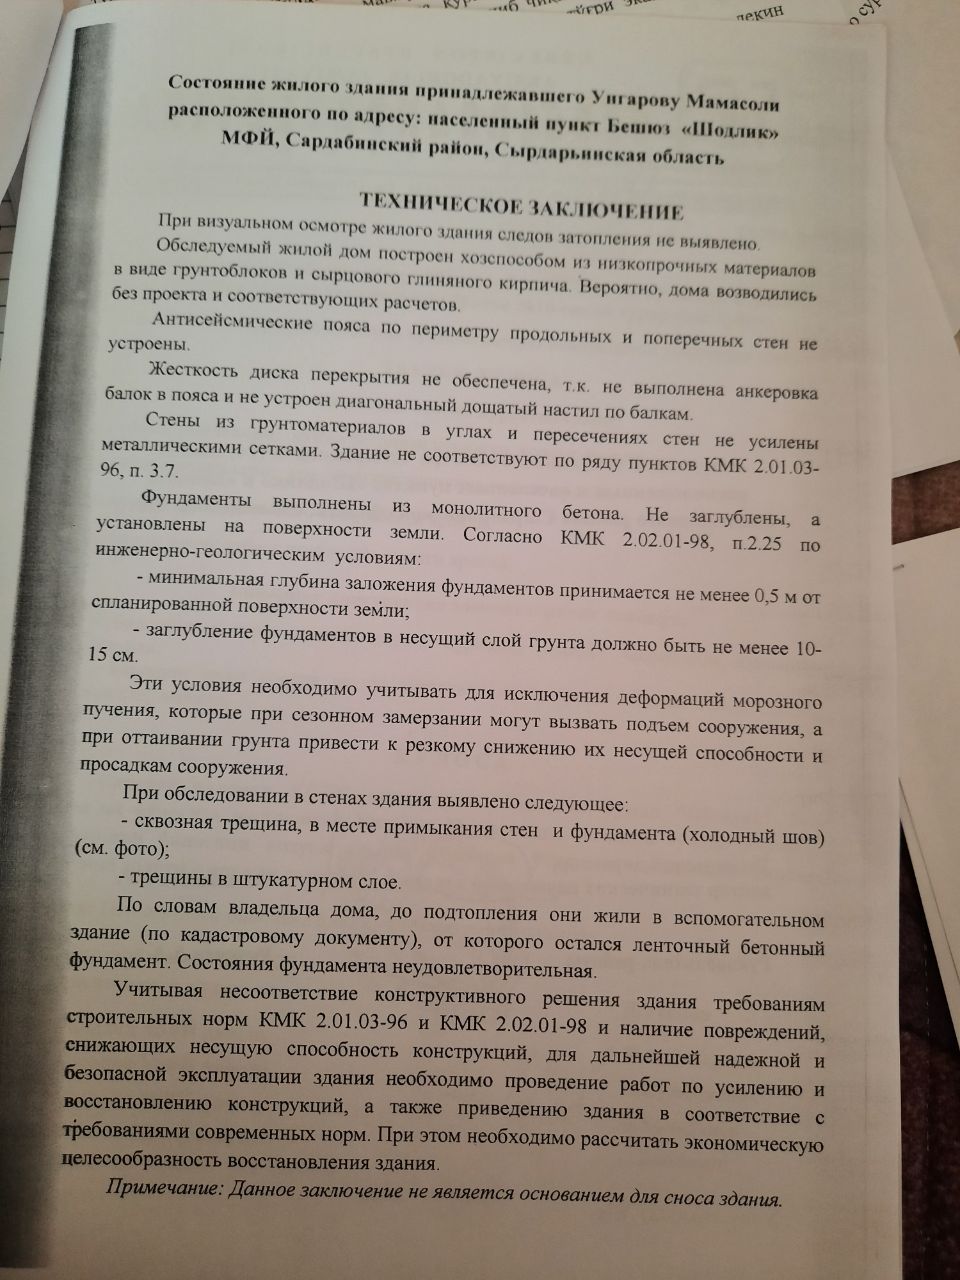 лекин
Состояние жилого здания принадлежавшего Унгарову Мамасоли
расположенного по адресу: населенный пункт Бешюз «Шодлик»
МФЙ, Сардабинский район, Сырдарьинская область
ТЕХНИЧЕСКОЕ ЗАКЛЮЧЕНИЕ
При визуальном осмотре жилого здания следов затопления не выявлено.
Обследуемый жилой дом построен хозспособом из низкопрочных материалов
в виде грунтоблоков и сырцового глиняного кирпича. Вероятно, дома возводились
без проекта и соответствующих расчетов.
Антисейсмические пояса по периметру продольных и поперечных стен не
устроены.
Жесткость диска перекрытия не обеспечена, т.к. не выполнена анкеровка
балок в пояса и не устроен диагональный дощатый настил по балкам.
Стены из грунтоматериалов в углах и пересечениях стен не усилены
металлическими сетками. Здание не соответствуют по ряду пунктов КМК 2.01.03-
96, п. 3.7.
Фундаменты выполнены из монолитного бетона. Не заглублены, а
установлены на поверхности земли. Согласно КМК 2.02.01-98, п.2.25 по
инженерно-геологическим условиям:
- минимальная глубина заложения фундаментов принимается не менее 0,5 м от
спланированной поверхности земли;
- заглубление фундаментов в несущий слой грунта должно быть не менее 10-
15 см.
Эти условия необходимо учитывать для исключения деформаций морозного
пучения, которые при сезонном замерзании могут вызвать подъем сооружения, а
при оттаивании грунта привести к резкому снижению их несущей способности и
просадкам сооружения.
При обследовании в стенах здания выявлено следующее:
- сквозная трещина, в месте примыкания стен и фундамента (холодный шов)
(см. фото);
- трещины в штукатурном слое.
По словам владельца дома, до подтопления они жили в вспомогательном
здание (по кадастровому документу), от которого остался ленточный бетонный
фундамент. Состояния фундамента неудовлетворительная.
Учитывая несоответствие конструктивного решения здания требованиям
строительных норм КМК 2.01.03-96 и КМК 2.02.01-98 и наличие повреждений,
снижающих несущую способность конструкций, для дальнейшей надежной и
безопасной эксплуатации здания необходимо проведение работ по усилению и
восстановлению конструкций, а также приведению здания в соответствие с
требованиями современных норм. При этом необходимо рассчитать экономическую
целесообразность восстановления здания.
Примечание: Данное заключение не является основанием для сноса здания.